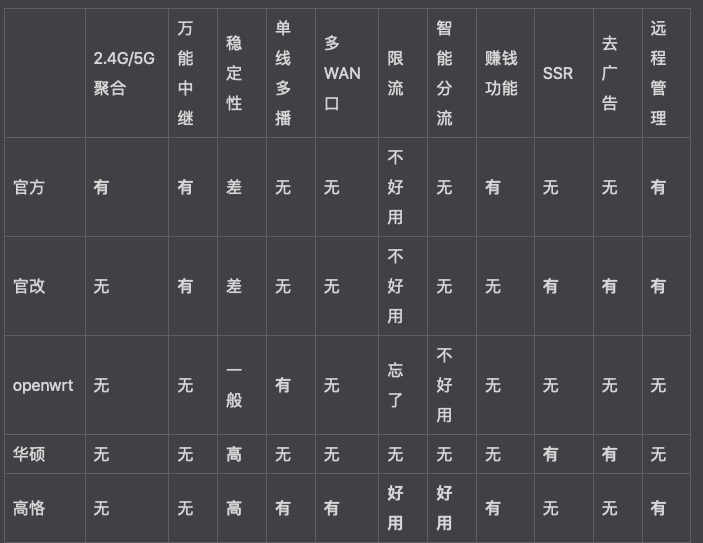 2.4G/5G聚合 万能中继 稳定性 单线多播 多WAN口 限流 智能分流 赚钱功能 SSR 去广告 远程管理
官方 有 有 差 无 无 不好用 无 有 无 无 有
官改 无 有 差 无 无 不好用 无 无 有 有 有
openwrt 无 无 一般 有 无 忘了 不好用 无 无 无 无
华硕 无 无 高 无 无 无 无 无 有 有 无
高恪 无 无 高 有 有 好用 好用 有 无 无 有